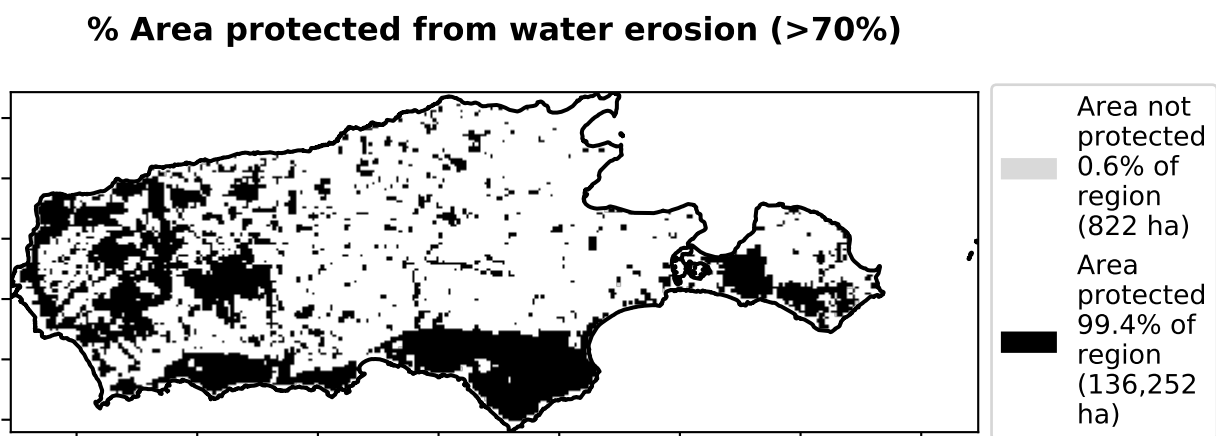 % Area protected from water erosion (>70%)
Area not
protected
0.6% of
region
(822 ha)
Area
protected
99.4% of
region
(136,252
ha)